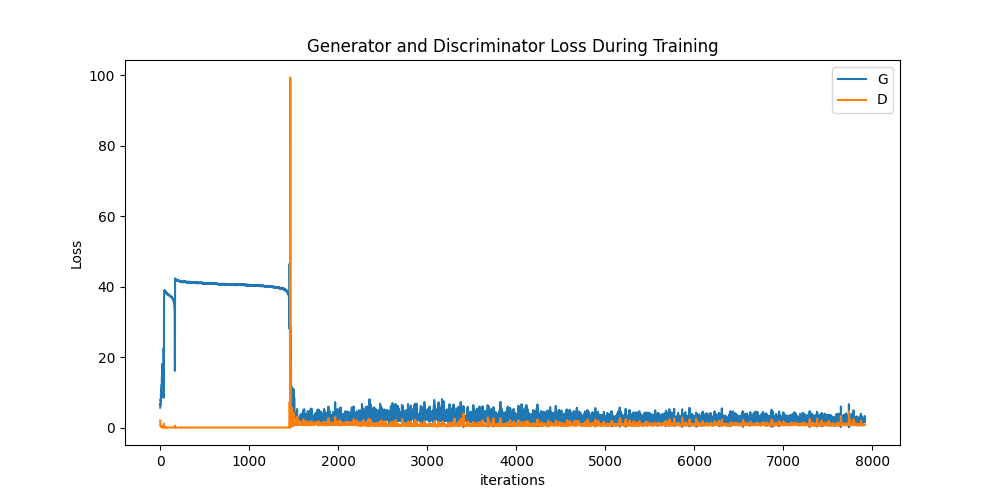 Generator and Discriminator Loss During Training
G
D
100
80
60
40
20
0
Loss
0 1000 2000 3000 4000 5000 6000 7000 8000
iterations